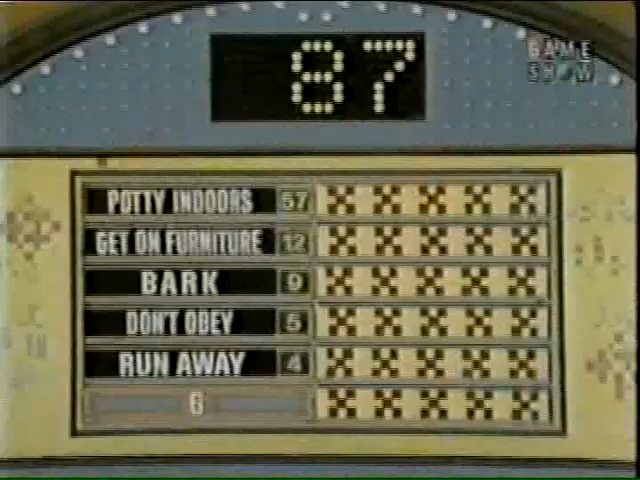 87
GAME
SHOW
POTTY INDOORS 57
GET ON FURNITURE 12
BARK 9
DON'T OBEY 5
RUN AWAY 4
6